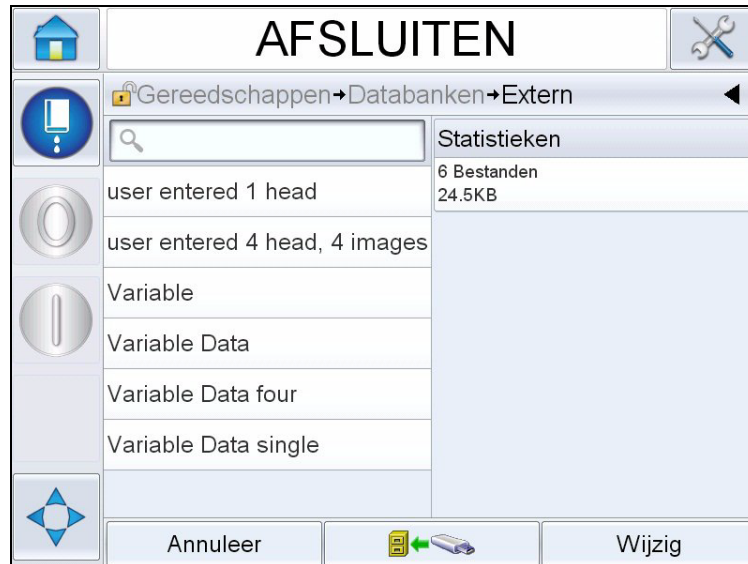 AFSLUITEN
Gereedschappen→Databanken→Extern
Statistieken
6 Bestanden
24.5KB
user entered 1 head
user entered 4 head, 4 images
Variable
Variable Data
Variable Data four
Variable Data single
Annuleer
Wijzig